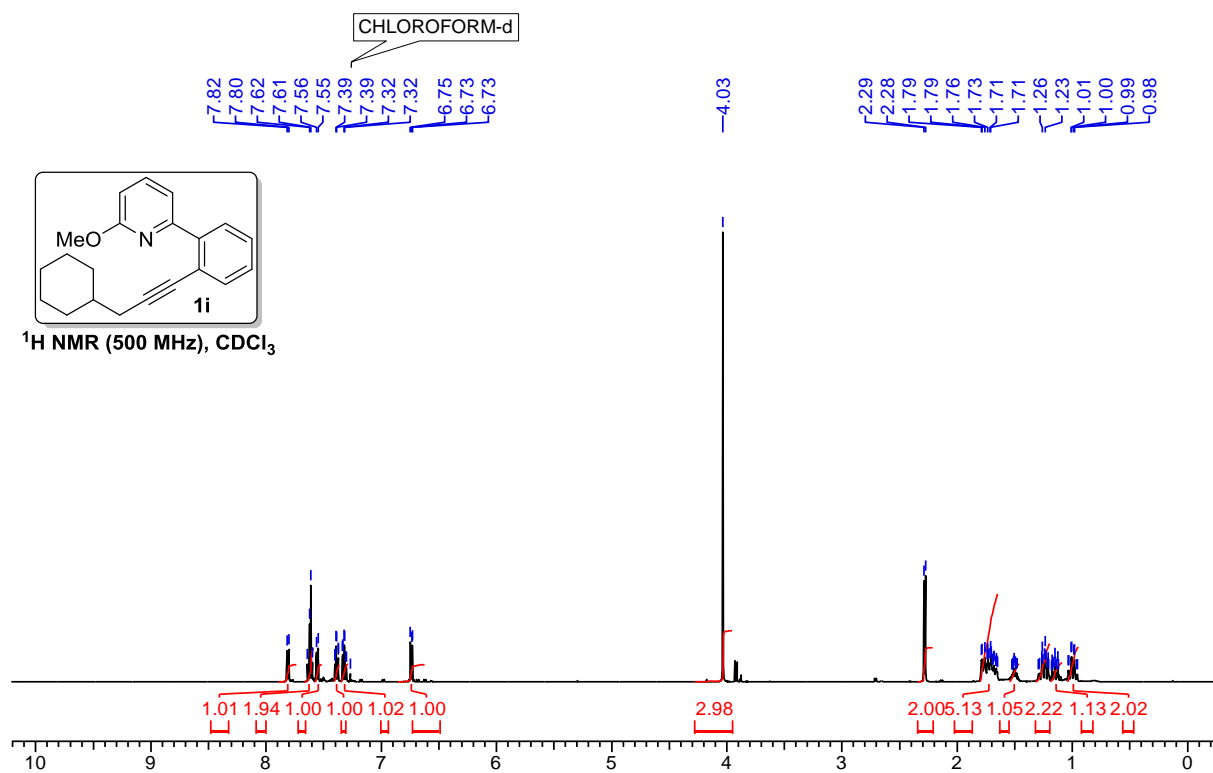 CHLOROFORM-d
7.82 7.80 7.62 7.61 7.56 7.55 7.39 7.39 7.32 7.32 6.75 6.73 6.73 4.03 2.29 2.28 1.79 1.79 1.76 1.73 1.71 1.71 1.26 1.23 1.01 1.00 0.99 0.98
MeO N
1i
¹H NMR (500 MHz), CDCl₃
1.01 1.94 1.00 1.00 1.02 1.00 2.98 2.00 5.13 1.05 2.22 1.13 2.02
10 9 8 7 6 5 4 3 2 1 0